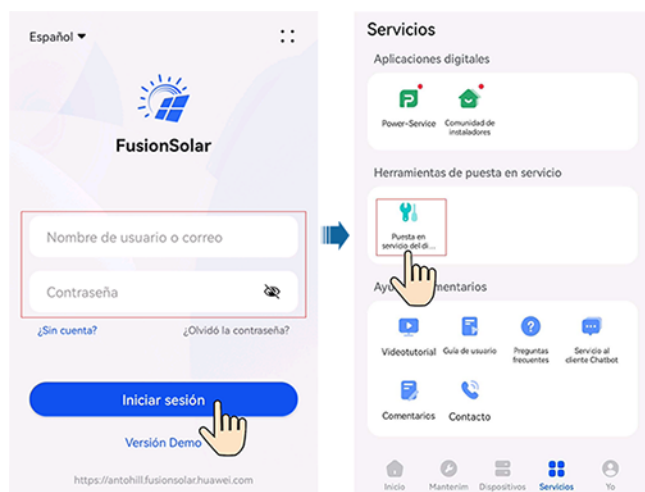 Español
FusionSolar
Nombre de usuario o correo
Contraseña
¿Sin cuenta?
¿Olvidó la contraseña?
Iniciar sesión
Versión Demo
https://antohill.fusionsolar.huawei.com
Servicios
Aplicaciones digitales
Power-Service
Comunidad de
instaladores
Herramientas de puesta en servicio
Puesta en
servicio del di...
Videotutorial
Guía de usuario
Preguntas
frecuentes
Servicio al
cliente Chatbot
Comentarios
Contacto
Inicio
Mantenim
Dispositivos
Servicios
Yo